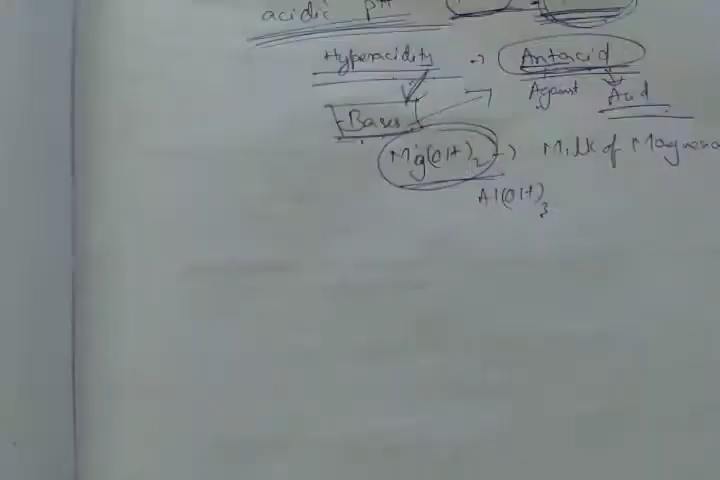 acidic pH
Hyperacidity → Antacid
Against Acid
Bases
Mg(OH)2 → Milk of Magnesia
Al(OH)3